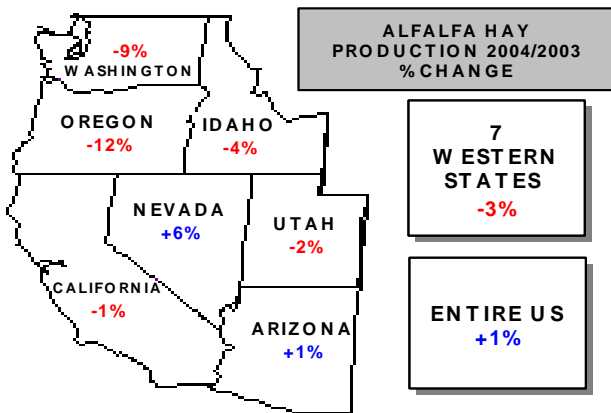 ALFALFA HAY
PRODUCTION 2004/2003
% CHANGE
-9%
WASHINGTON
OREGON
-12%
IDAHO
-4%
NEVADA
+6%
UTAH
-2%
CALIFORNIA
-1%
ARIZONA
+1%
7
WESTERN
STATES
-3%
ENTIRE US
+1%